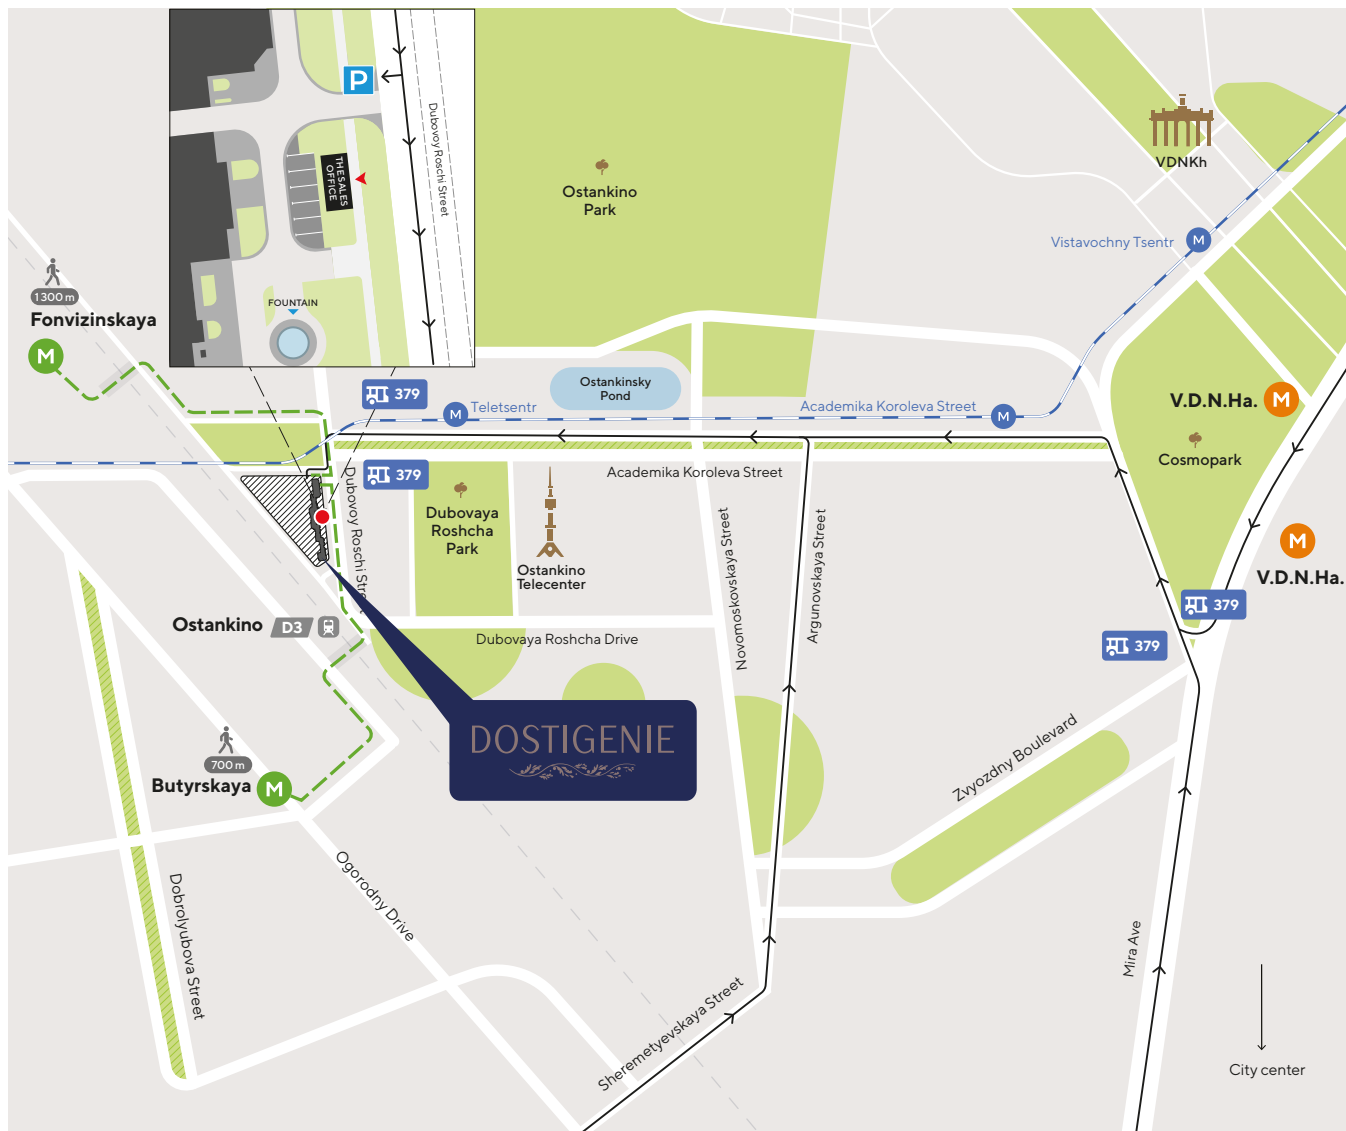 P
Dubovoy Roschi Street
THE SALES
OFFICE
FOUNTAIN
Ostankino
Park
VDNKh
Vistavochny Tsentr
M
1300 m
Fonvizinskaya
M
379
Ostankinsky
Pond
Teletsentr
M
Academika Koroleva Street
M
V.D.N.Ha.
M
Cosmopark
379
Academika Koroleva Street
Dubovoy Roschi Street
Dubovaya
Roshcha
Park
Ostankino
Telecenter
Novomoskovskaya Street
Argunovskaya Street
M
V.D.N.Ha.
379
379
Ostankino
D3
Dubovaya Roshcha Drive
DOSTIGENIE
700 m
Butyrskaya
M
Zvyozdny Boulevard
Dobrolyubova Street
Ogorodny Drive
Sheremetyevskaya Street
Mira Ave
City center